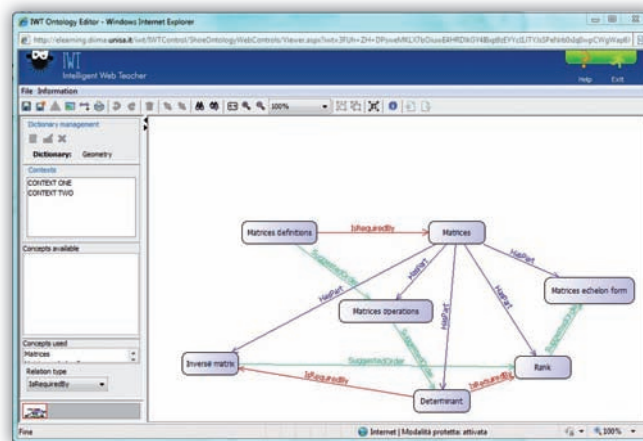 IWT Ontology Editor - Windows Internet Explorer
IWT
Intelligent Web Teacher
Help
Exit
File Information
100%
Dictionary management
Dictionary: Geometry
Contexts
CONTEXT ONE
CONTEXT TWO
Concepts available
Concepts used
Matrices
Relation type
IsRequiredBy
Matrices definitions
IsRequiredBy
Matrices
SuggestedOrder
HasPart
HasPart
HasPart
HasPart
HasPart
Matrices echelon form
Matrices operations
SuggestedOrder
SuggestedOrder
Inverse matrix
SuggestedOrder
Rank
IsRequiredBy
IsRequiredBy
Determinant
Fine
Internet | Modalità protetta: attivata
100%